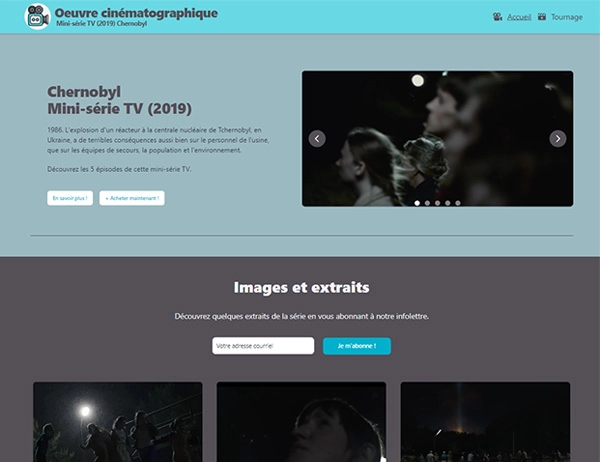 Oeuvre cinématographique
Mini-série TV (2019) Chernobyl
Accueil
Tournage
Chernobyl
Mini-série TV (2019)
1986. L'explosion d'un réacteur à la centrale nucléaire de Tchernobyl, en
Ukraine, a de terribles conséquences aussi bien sur le personnel de l'usine,
que sur les équipes de secours, la population et l'environnement.
Découvrez les 5 épisodes de cette mini-série TV.
En savoir plus !
+ Acheter maintenant !
Images et extraits
Découvrez quelques extraits de la série en vous abonnant à notre infolettre.
Votre adresse courriel
Je m'abonne !